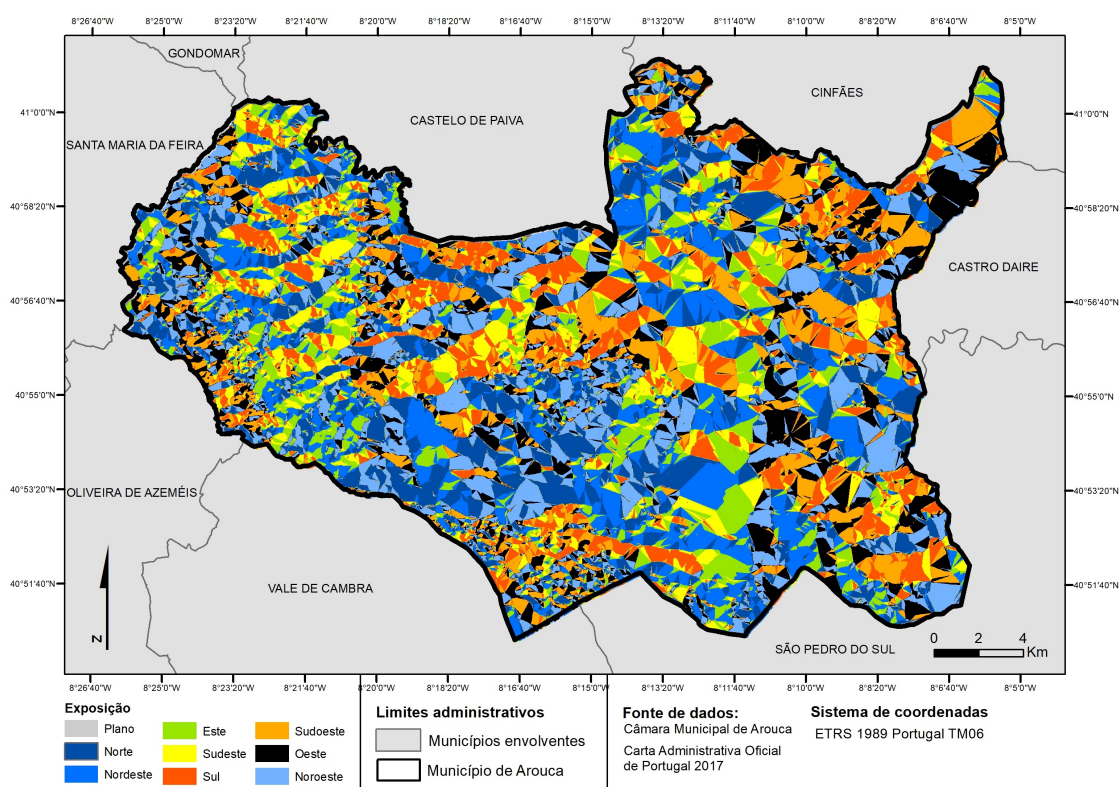 8°26'40"W 8°25'0"W 8°23'20"W 8°21'40"W 8°20'0"W 8°18'20"W 8°16'40"W 8°15'0"W 8°13'20"W 8°11'40"W 8°10'0"W 8°8'20"W 8°6'40"W 8°5'0"W
GONDOMAR
CINFÃES
41°0'0"N
CASTELO DE PAIVA
41°0'0"N
SANTA MARIA DA FEIRA
40°58'20"N
40°58'20"N
CASTRO DAIRE
40°56'40"N
40°56'40"N
40°55'0"N
40°55'0"N
OLIVEIRA DE AZEMÉIS
40°53'20"N
40°53'20"N
40°51'40"N
40°51'40"N
VALE DE CAMBRA
N
0 2 4
Km
SÃO PEDRO DO SUL
8°26'40"W 8°25'0"W 8°23'20"W 8°21'40"W 8°20'0"W 8°18'20"W 8°16'40"W 8°15'0"W 8°13'20"W 8°11'40"W 8°10'0"W 8°8'20"W 8°6'40"W 8°5'0"W
Exposição
Plano
Norte
Nordeste
Este
Sudeste
Sul
Sudoeste
Oeste
Noroeste
Limites administrativos
Municípios envolventes
Município de Arouca
Fonte de dados:
Câmara Municipal de Arouca
Carta Administrativa Oficial
de Portugal 2017
Sistema de coordenadas
ETRS 1989 Portugal TM06